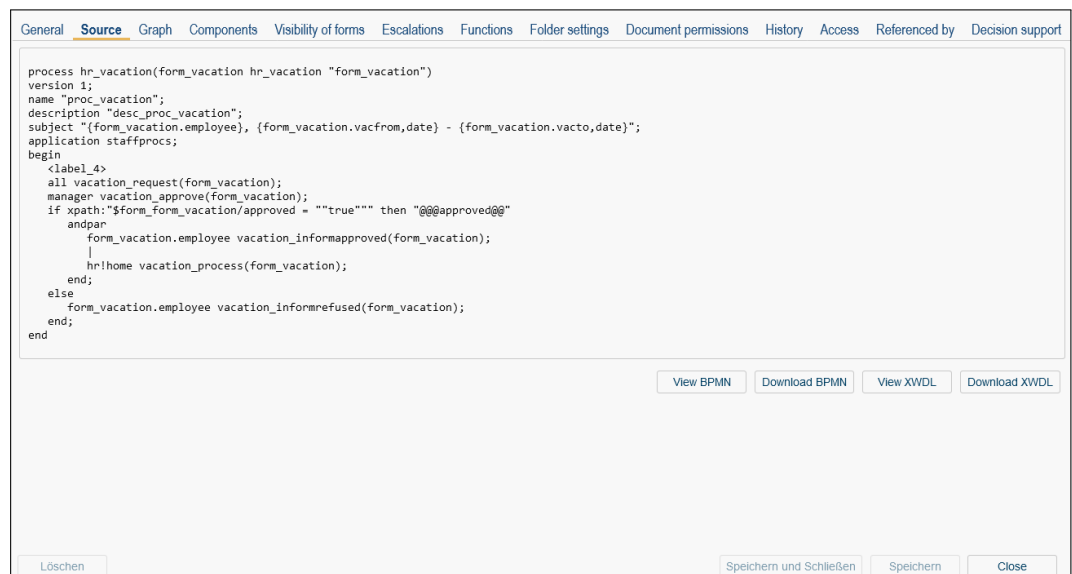 General Source Graph Components Visibility of forms Escalations Functions Folder settings Document permissions History Access Referenced by Decision support
process hr_vacation(form_vacation hr_vacation "form_vacation")
version 1;
name "proc_vacation";
description "desc_proc_vacation";
subject "{form_vacation.employee}, {form_vacation.vacfrom,date} - {form_vacation.vacto,date}";
application staffprocs;
begin
   <label_4>
   all vacation_request(form_vacation);
   manager vacation_approve(form_vacation);
   if xpath:"$form_form_vacation/approved = ""true""" then "@@@approved@@"
      andpar
         form_vacation.employee vacation_informapproved(form_vacation);
         |
         hr!home vacation_process(form_vacation);
      end;
   else
      form_vacation.employee vacation_informrefused(form_vacation);
   end;
end
View BPMN Download BPMN View XWDL Download XWDL
Löschen Speichern und Schließen Speichern Close